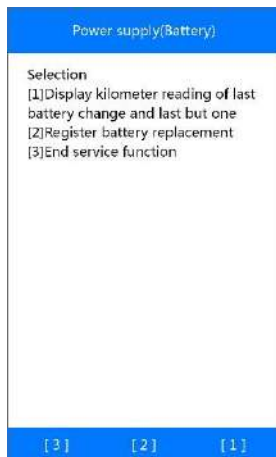 Power supply(Battery)
Selection
[1]Display kilometer reading of last
battery change and last but one
[2]Register battery replacement
[3]End service function
[3] [2] [1]